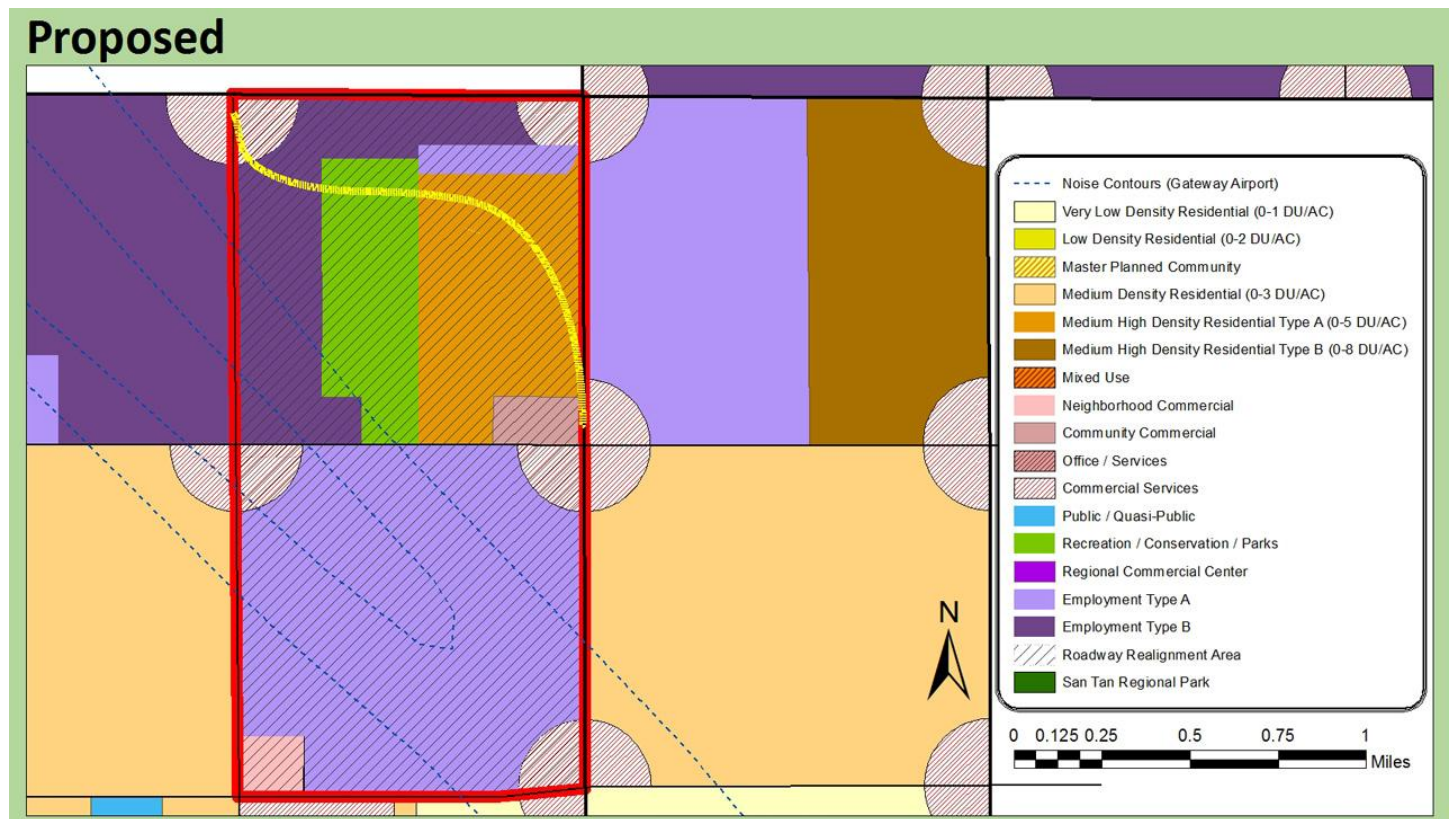 Proposed
Noise Contours (Gateway Airport)
Very Low Density Residential (0-1 DU/AC)
Low Density Residential (0-2 DU/AC)
Master Planned Community
Medium Density Residential (0-3 DU/AC)
Medium High Density Residential Type A (0-5 DU/AC)
Medium High Density Residential Type B (0-8 DU/AC)
Mixed Use
Neighborhood Commercial
Community Commercial
Office / Services
Commercial Services
Public / Quasi-Public
Recreation / Conservation / Parks
Regional Commercial Center
Employment Type A
Employment Type B
Roadway Realignment Area
San Tan Regional Park
N
0 0.125 0.25 0.5 0.75 1
Miles